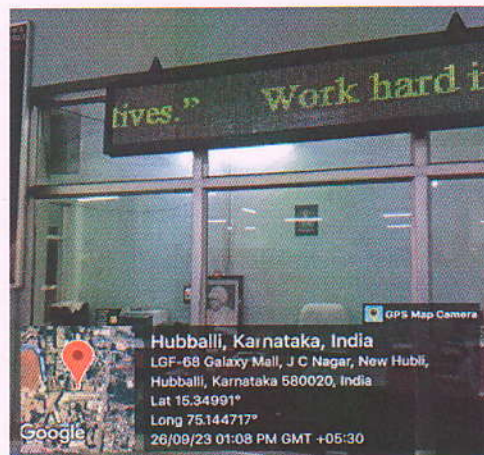 tives." Work hard i
GPS Map Camera
Hubballi, Karnataka, India
LGF-68 Galaxy Mall, J C Nagar, New Hubli,
Hubballi, Karnataka 580020, India
Lat 15.34991°
Long 75.144717°
26/09/23 01:08 PM GMT +05:30
Google